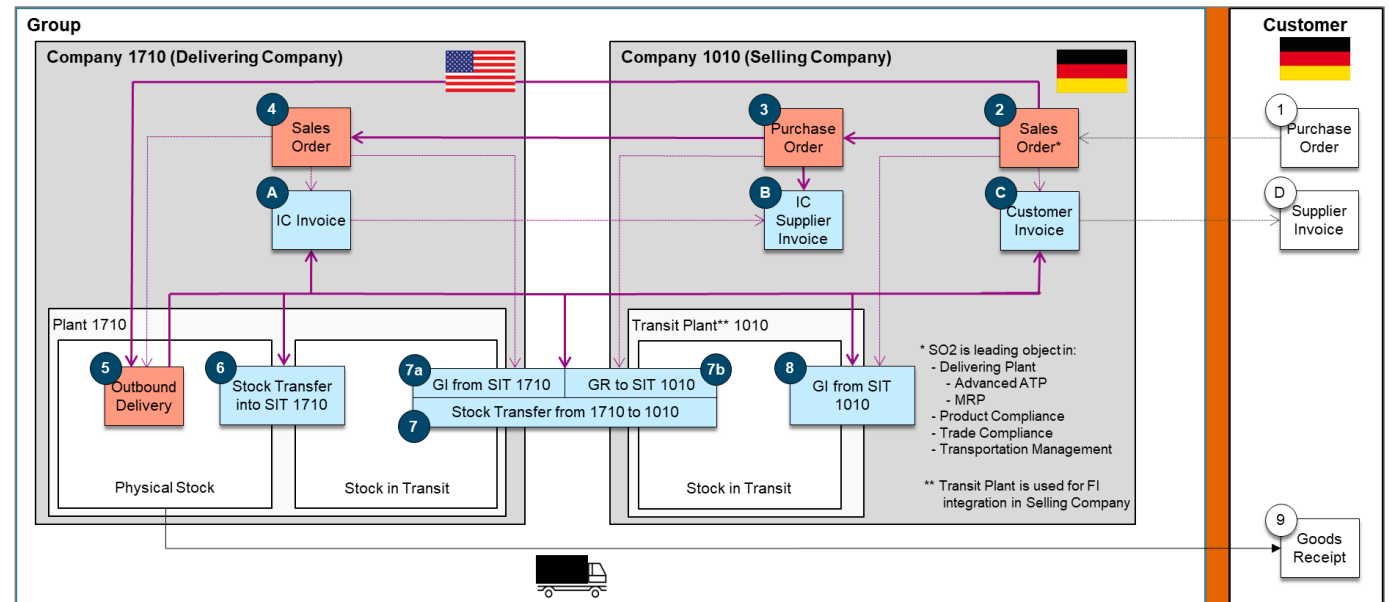 Group
Customer
Company 1710 (Delivering Company)
Company 1010 (Selling Company)
4
Sales
Order
3
Purchase
Order
2
Sales
Order*
1
Purchase
Order
A
IC Invoice
B
IC
Supplier
Invoice
C
Customer
Invoice
D
Supplier
Invoice
Plant 1710
5
Outbound
Delivery
Physical Stock
6
Stock Transfer
into SIT 1710
Stock in Transit
7a
GI from SIT 1710
GR to SIT 1010
7b
Stock Transfer from 1710 to 1010
7
Transit Plant** 1010
Stock in Transit
8
GI from SIT
1010
* SO2 is leading object in:
- Delivering Plant
- Advanced ATP
- MRP
- Product Compliance
- Trade Compliance
- Transportation Management
** Transit Plant is used for FI
integration in Selling Company
9
Goods
Receipt